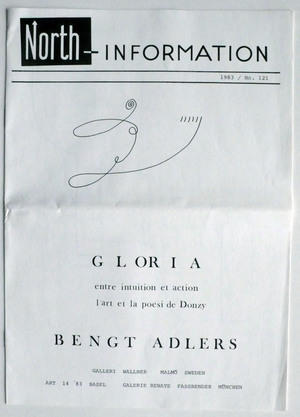 North-INFORMATION
1983 / No. 121
GLORIA
entre intuition et action
l'art et la poesi de Donzy
BENGT ADLERS
GALLERI WALLNER MALMÖ SWEDEN
ART 14 '83 BASEL GALERIE RENATE FASSBENDER MÜNCHEN